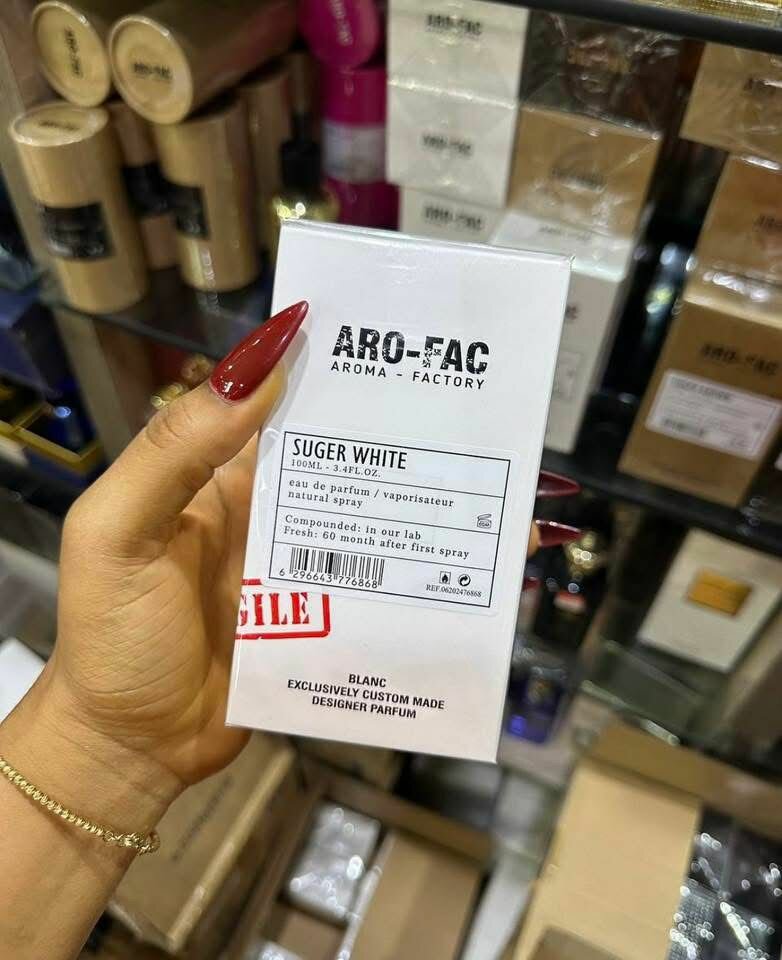 ARO-FAC
ARO-FAC
AROMA - FACTORY
SUGER WHITE
100ML - 3.4FL.OZ.
eau de parfum / vaporisateur
natural spray
Compounded: in our lab
Fresh: 60 month after first spray
6 296643 776868
REF.06202476868
GILE
BLANC
EXCLUSIVELY CUSTOM MADE
DESIGNER PARFUM